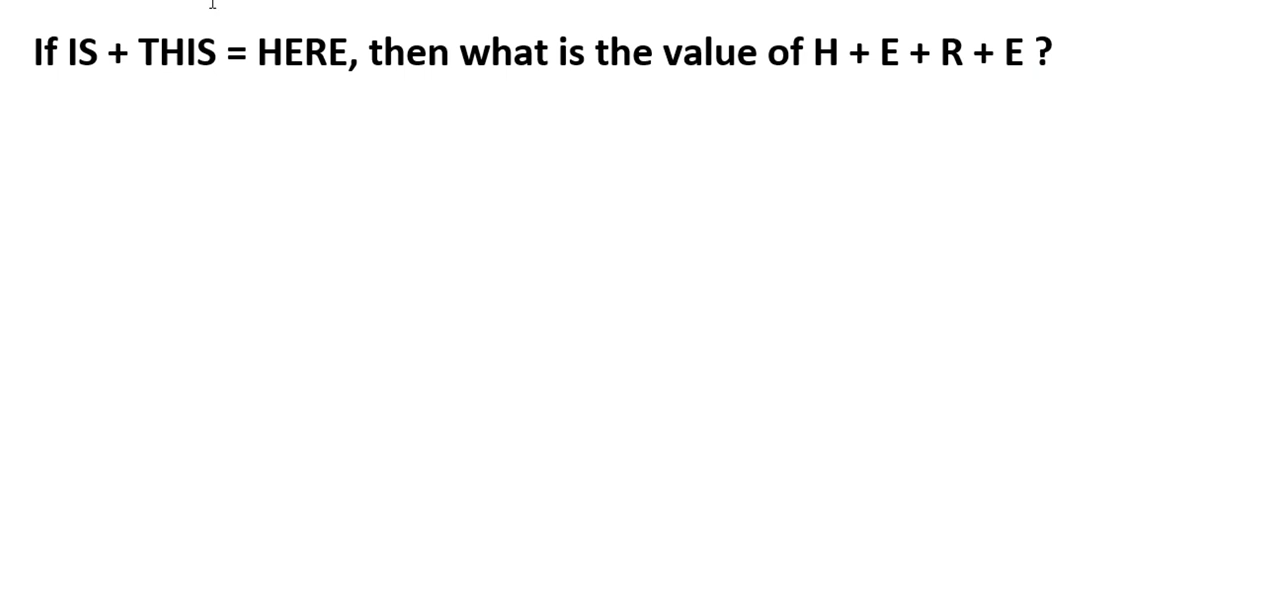 If IS + THIS = HERE, then what is the value of H + E + R + E ?